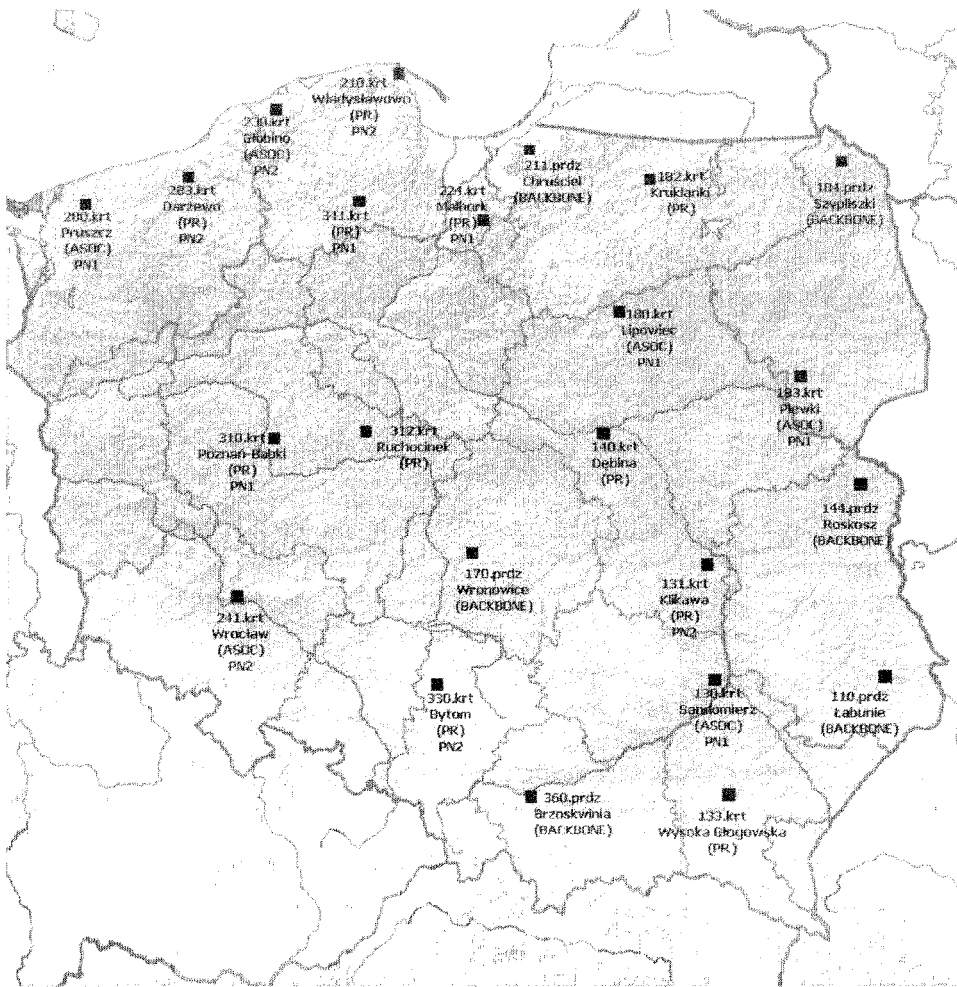 210.krt
Władysławowo
(PR)
PN2
230.krt
Głobino
(ASOC)
PN2
211.prdz
Chruściel
(BACKBONE)
182.krt
Kruklanki
(PR)
184.prdz
Szypliszki
(BACKBONE)
283.krt
Darzewo
(PR)
PN2
280.krt
Pruszcz
(ASOC)
PN1
311.krt
(PR)
PN1
224.krt
Malbork
(PR)
PN1
180.krt
Lipowiec
(ASOC)
PN1
183.krt
Plewki
(ASOC)
PN1
310.krt
Poznań-Babki
(PR)
PN1
312.krt
Ruchocinek
(PR)
140.krt
Dębina
(PR)
144.prdz
Roskosz
(BACKBONE)
170.prdz
Wronowice
(BACKBONE)
131.krt
Klikawa
(PR)
PN2
241.krt
Wrocław
(ASOC)
PN2
330.krt
Bytom
(PR)
PN2
130.krt
Sandomierz
(ASOC)
PN1
110.prdz
Łabunie
(BACKBONE)
360.prdz
Brzoskwinia
(BACKBONE)
133.krt
Wysoka Głogowska
(PR)